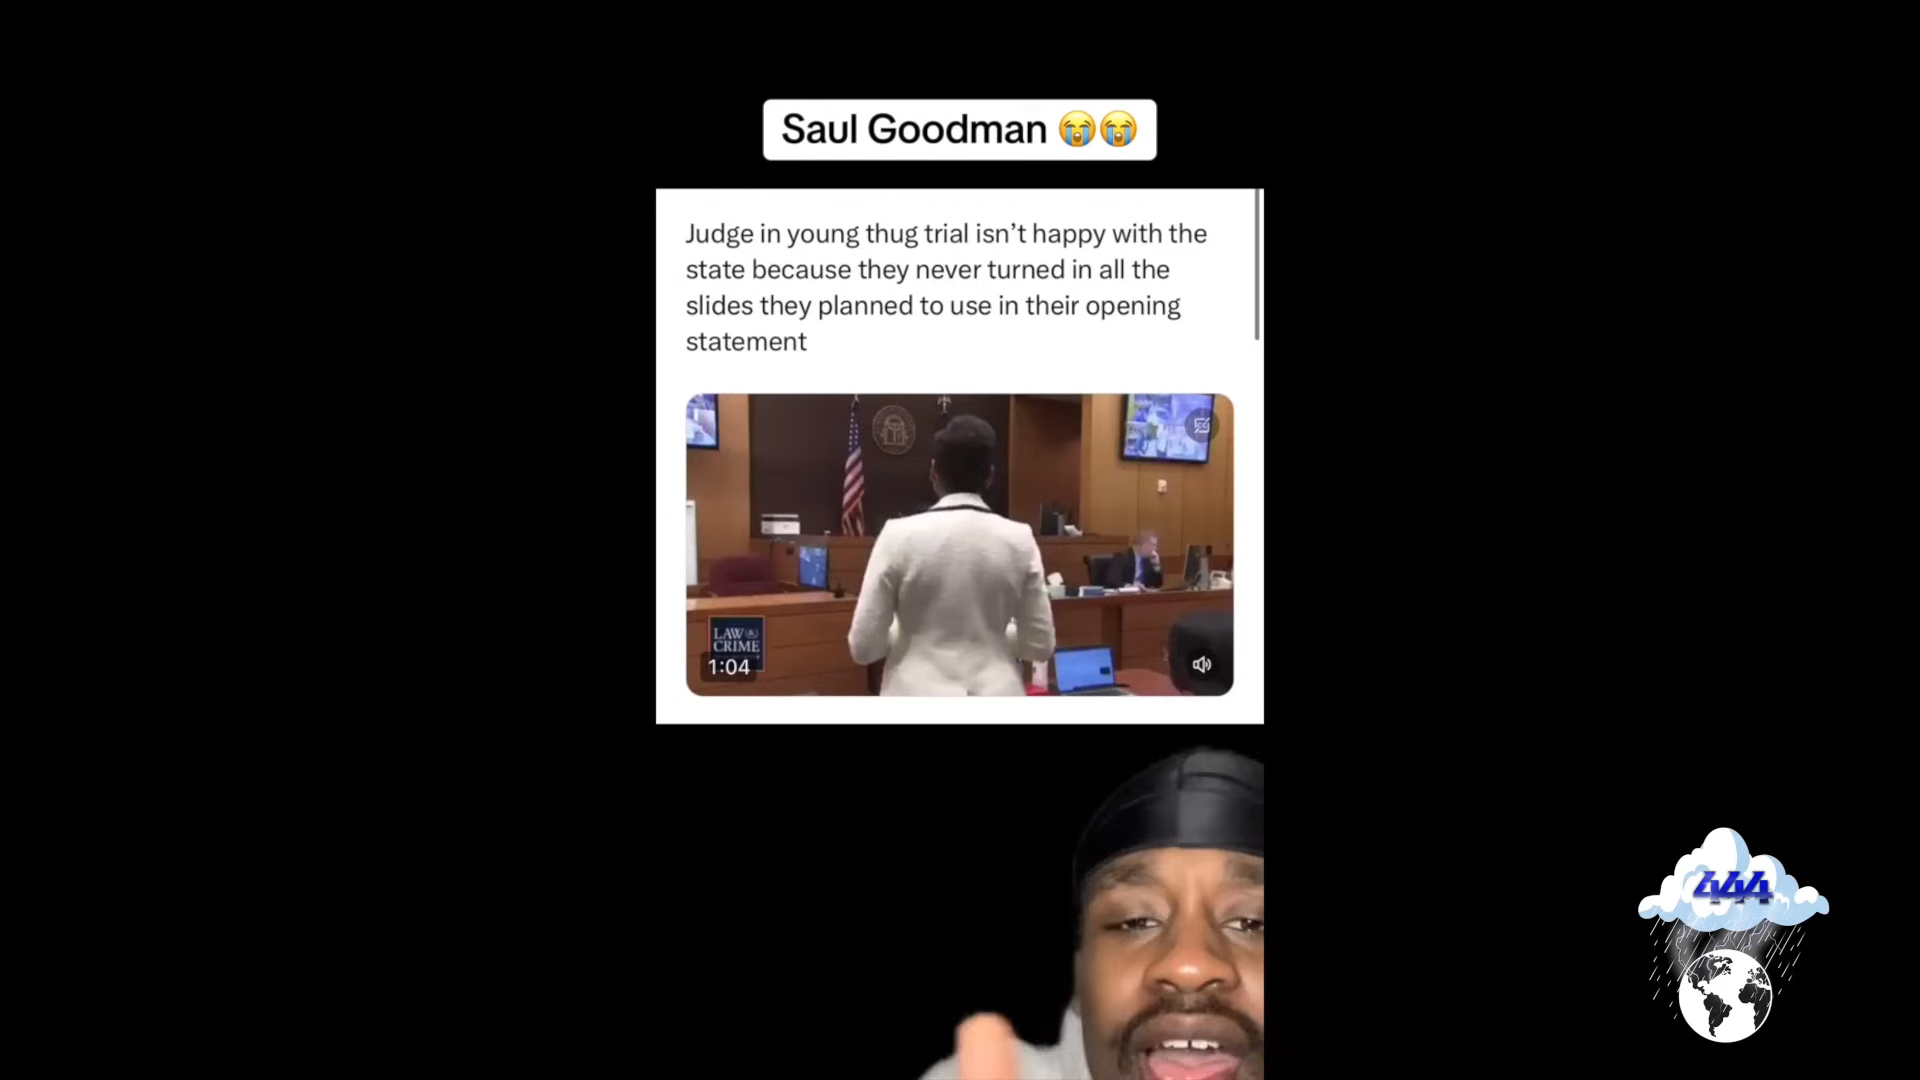 Saul Goodman 😭😭
Judge in young thug trial isn’t happy with the
state because they never turned in all the
slides they planned to use in their opening
statement
LAW &
CRIME
1:04
444